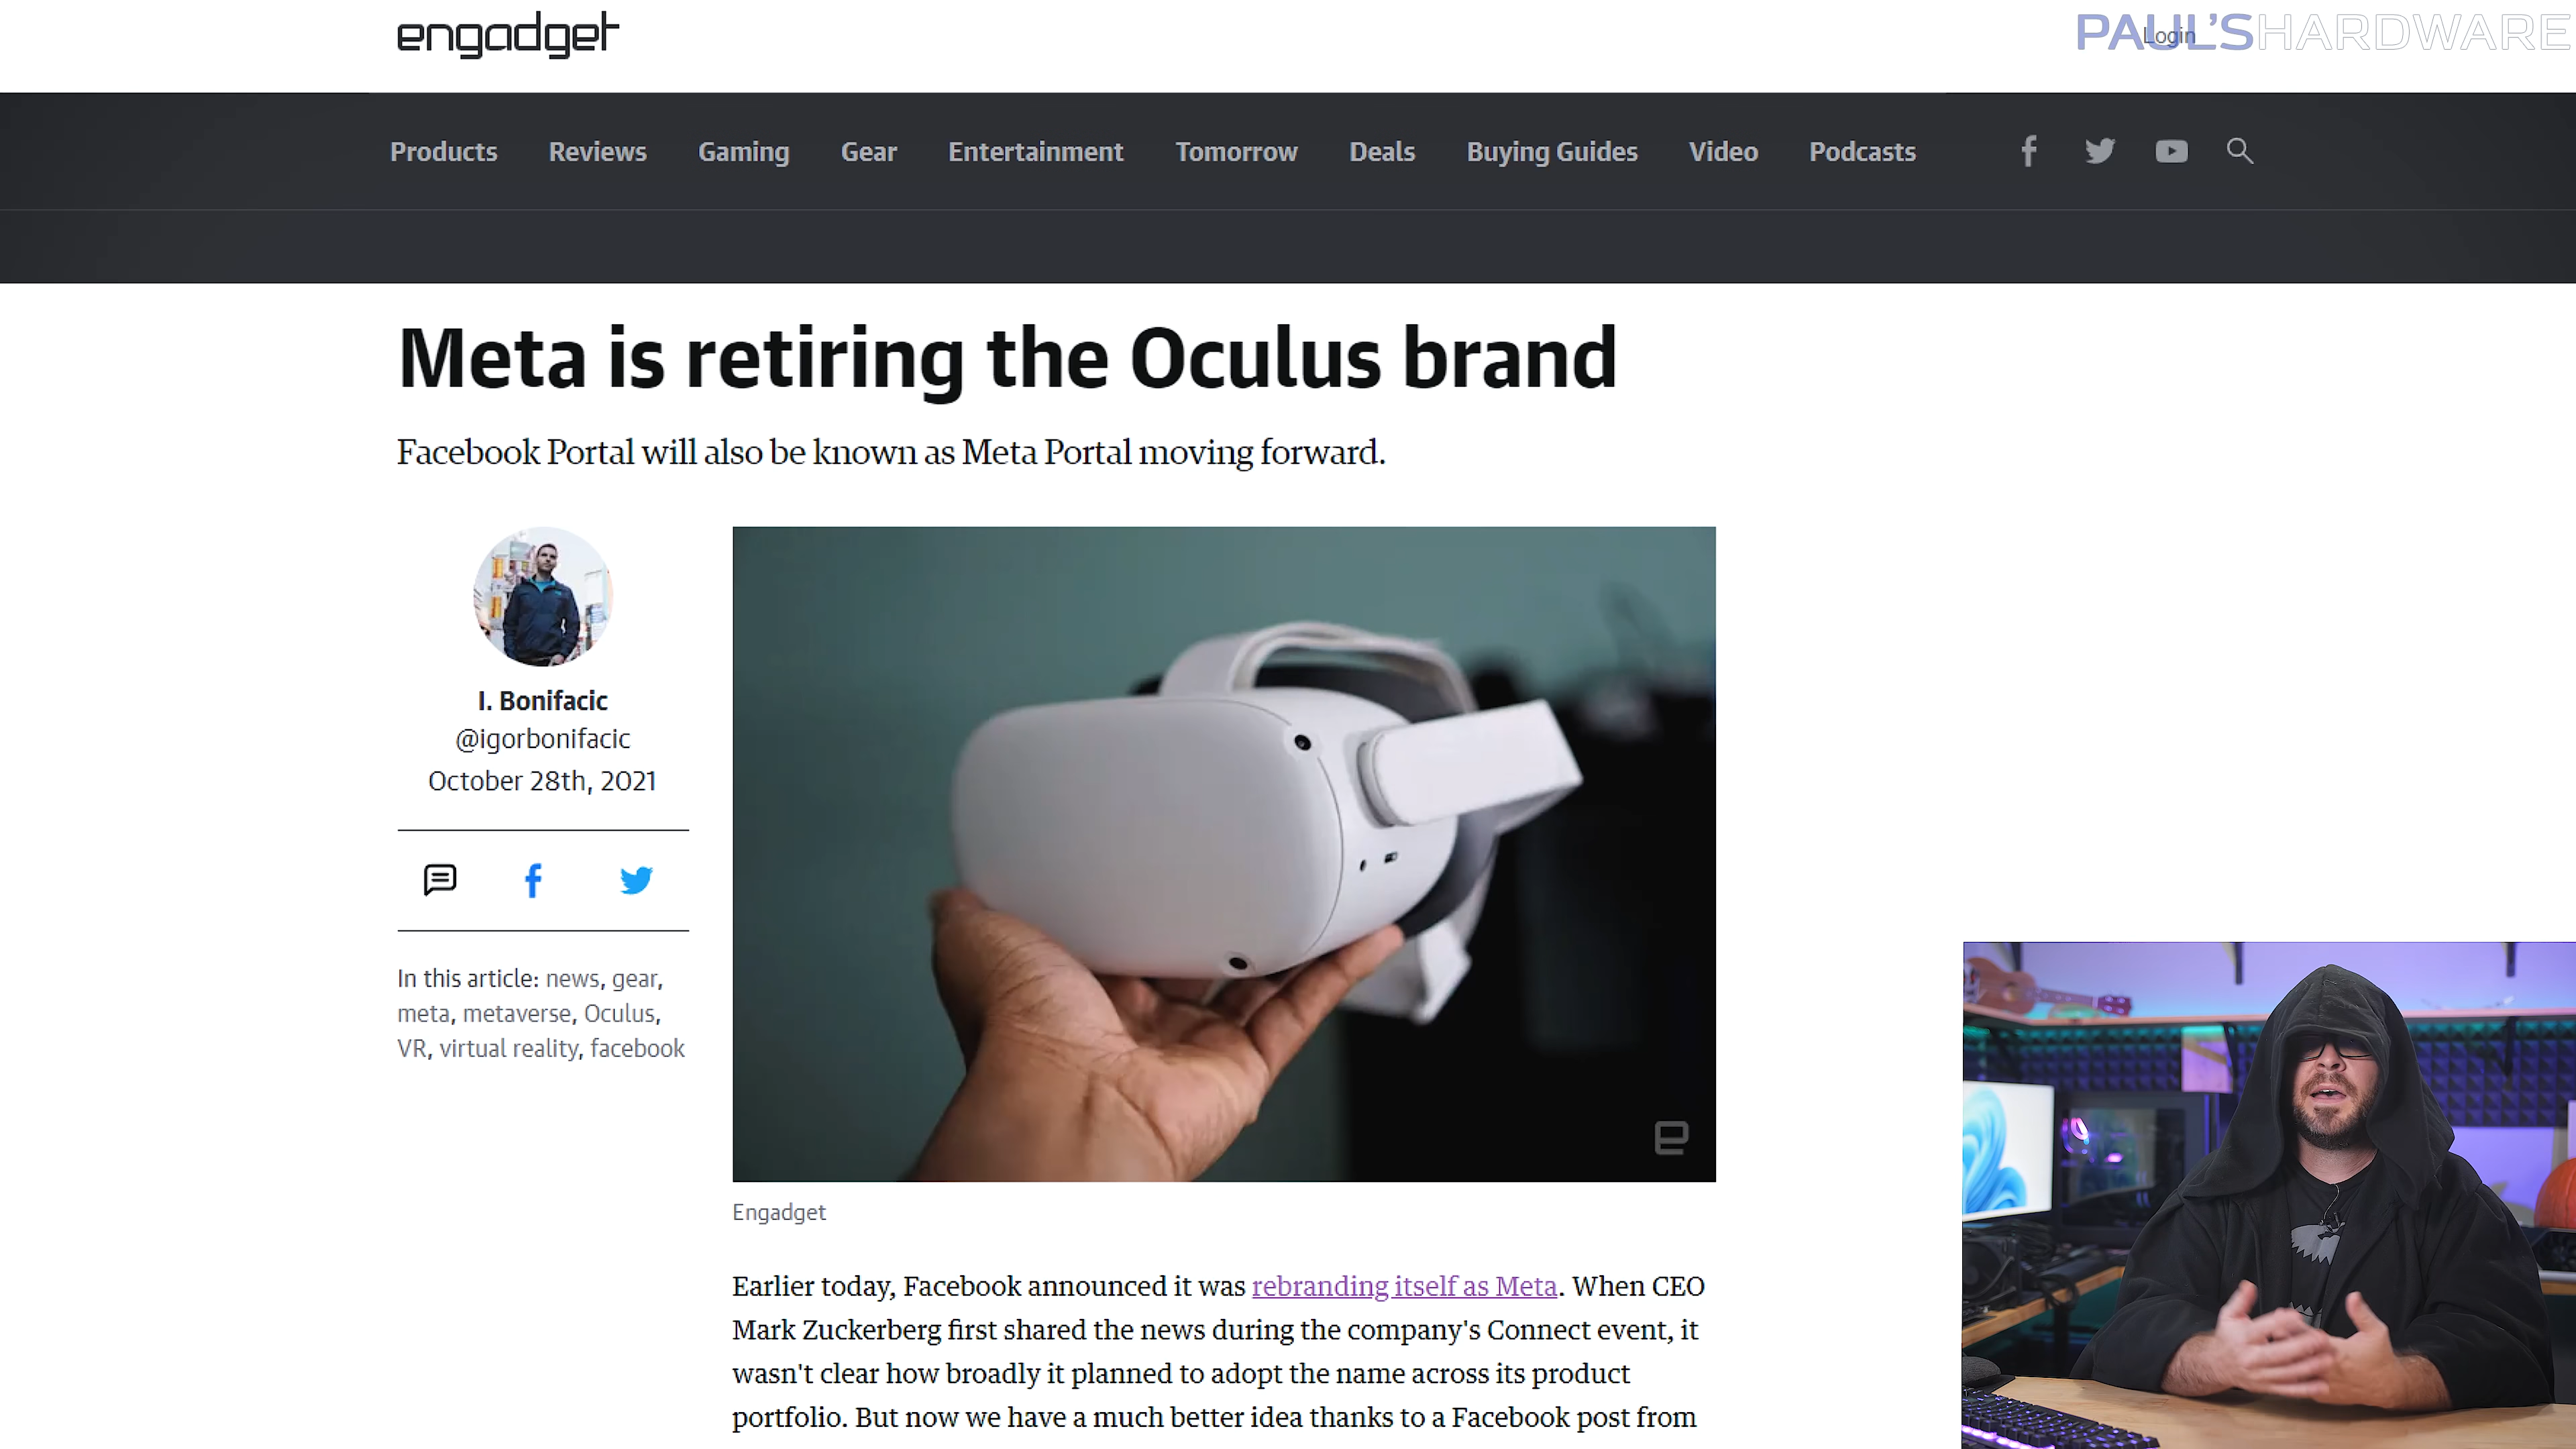 engadget
Login
PAUL'SHARDWARE
Products Reviews Gaming Gear Entertainment Tomorrow Deals Buying Guides Video Podcasts
Meta is retiring the Oculus brand
Facebook Portal will also be known as Meta Portal moving forward.
I. Bonifacic
@igorbonifacic
October 28th, 2021
In this article: news, gear,
meta, metaverse, Oculus,
VR, virtual reality, facebook
Engadget
Earlier today, Facebook announced it was rebranding itself as Meta. When CEO
Mark Zuckerberg first shared the news during the company's Connect event, it
wasn't clear how broadly it planned to adopt the name across its product
portfolio. But now we have a much better idea thanks to a Facebook post from